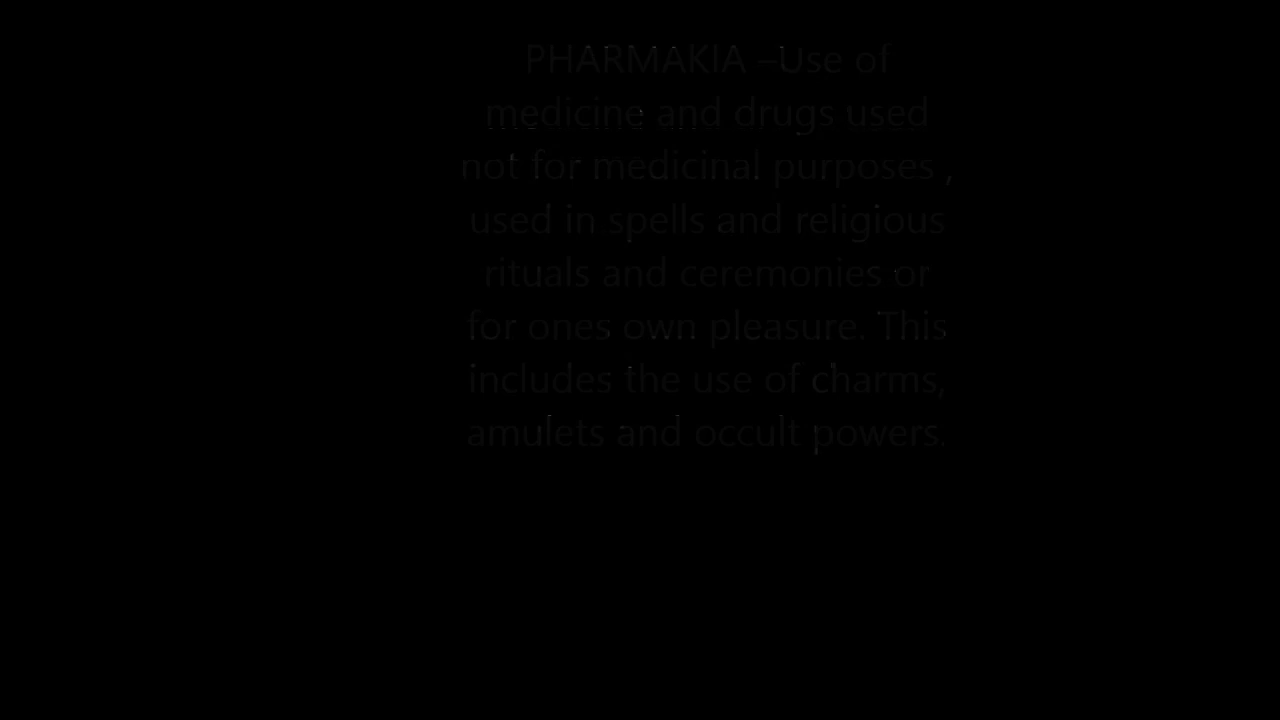 PHARMAKIA –Use of
medicine and drugs used
not for medicinal purposes ,
used in spells and religious
rituals and ceremonies or
for ones own pleasure. This
includes the use of charms,
amulets and occult powers.